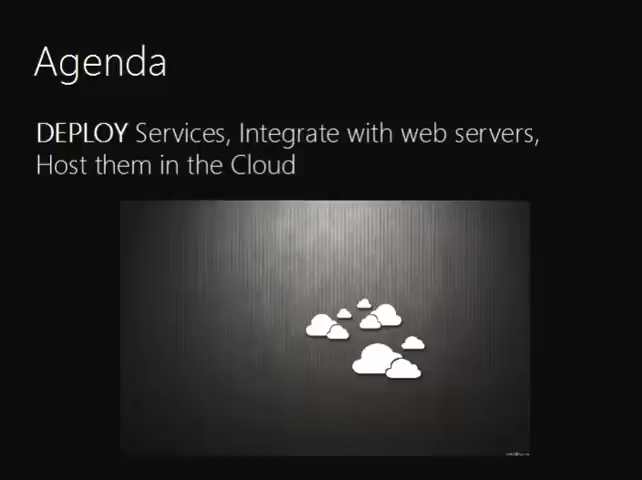 Agenda
DEPLOY Services, Integrate with web servers,
Host them in the Cloud